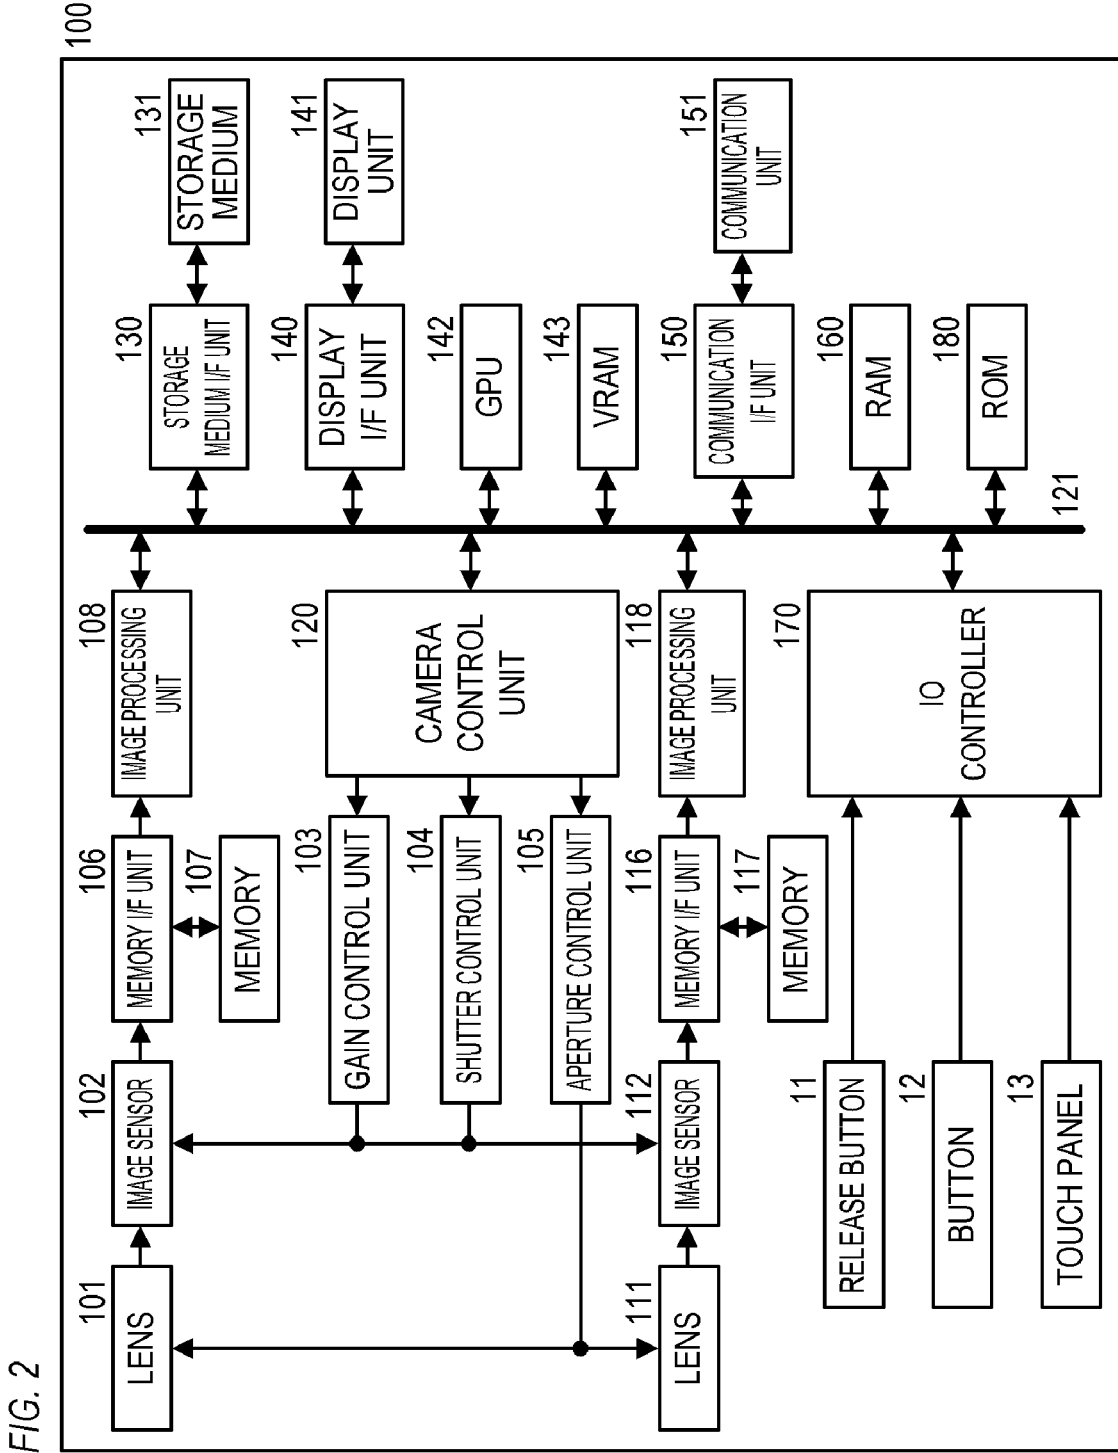 FIG. 2
100
101
LENS
102
IMAGE SENSOR
106
MEMORY I/F UNIT
107
MEMORY
108
IMAGE PROCESSING
UNIT
130
STORAGE
MEDIUM I/F UNIT
131
STORAGE
MEDIUM
103
GAIN CONTROL UNIT
104
SHUTTER CONTROL UNIT
105
APERTURE CONTROL UNIT
120
CAMERA
CONTROL
UNIT
140
DISPLAY
I/F UNIT
141
DISPLAY
UNIT
142
GPU
143
VRAM
111
LENS
112
IMAGE SENSOR
116
MEMORY I/F UNIT
117
MEMORY
118
IMAGE PROCESSING
UNIT
150
COMMUNICATION
I/F UNIT
151
COMMUNICATION
UNIT
11
RELEASE BUTTON
12
BUTTON
13
TOUCH PANEL
170
IO
CONTROLLER
160
RAM
180
ROM
121